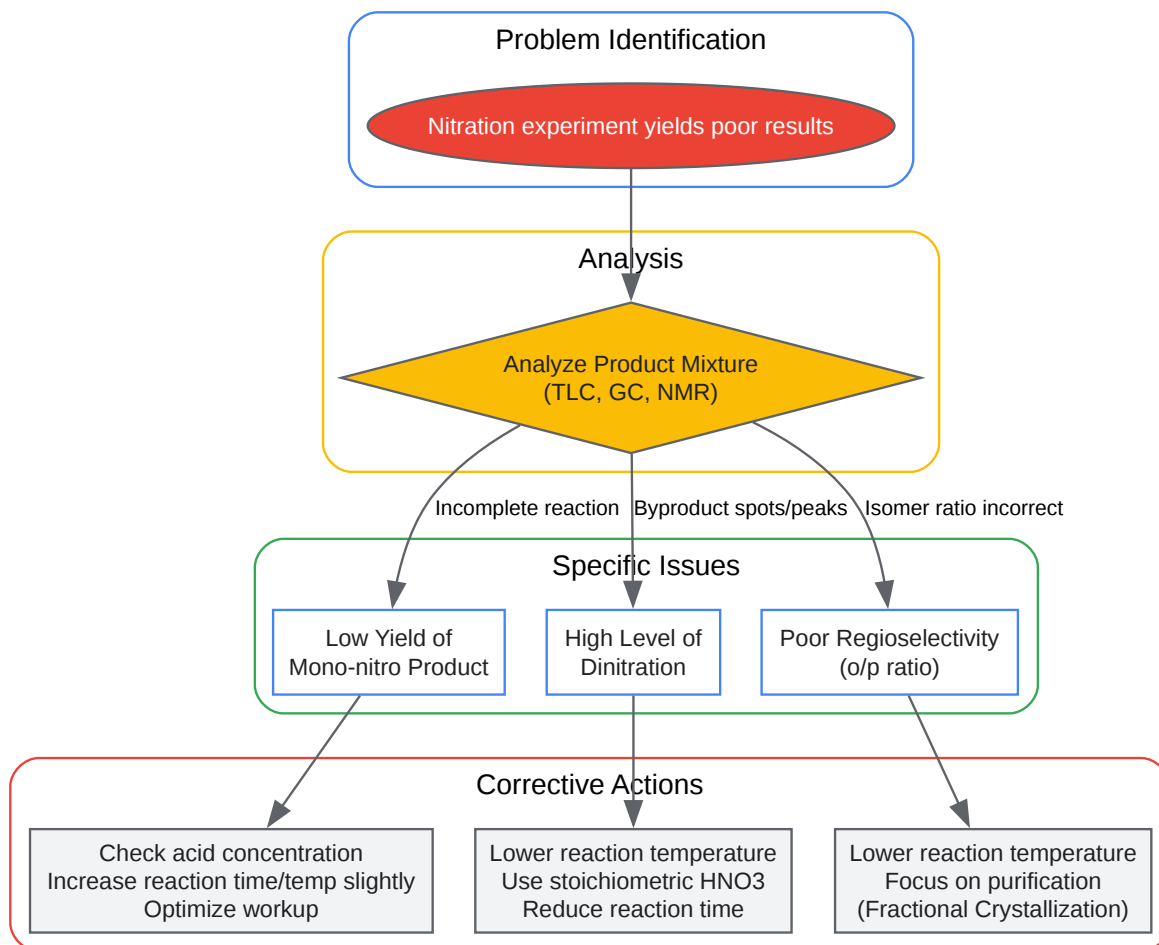 Problem Identification
Nitration experiment yields poor results
Analysis
Analyze Product Mixture
(TLC, GC, NMR)
Incomplete reaction
Byproduct spots/peaks
Isomer ratio incorrect
Specific Issues
Low Yield of
Mono-nitro Product
High Level of
Dinitration
Poor Regioselectivity
(o/p ratio)
Corrective Actions
Check acid concentration
Increase reaction time/temp slightly
Optimize workup
Lower reaction temperature
Use stoichiometric HNO3
Reduce reaction time
Lower reaction temperature
Focus on purification
(Fractional Crystallization)